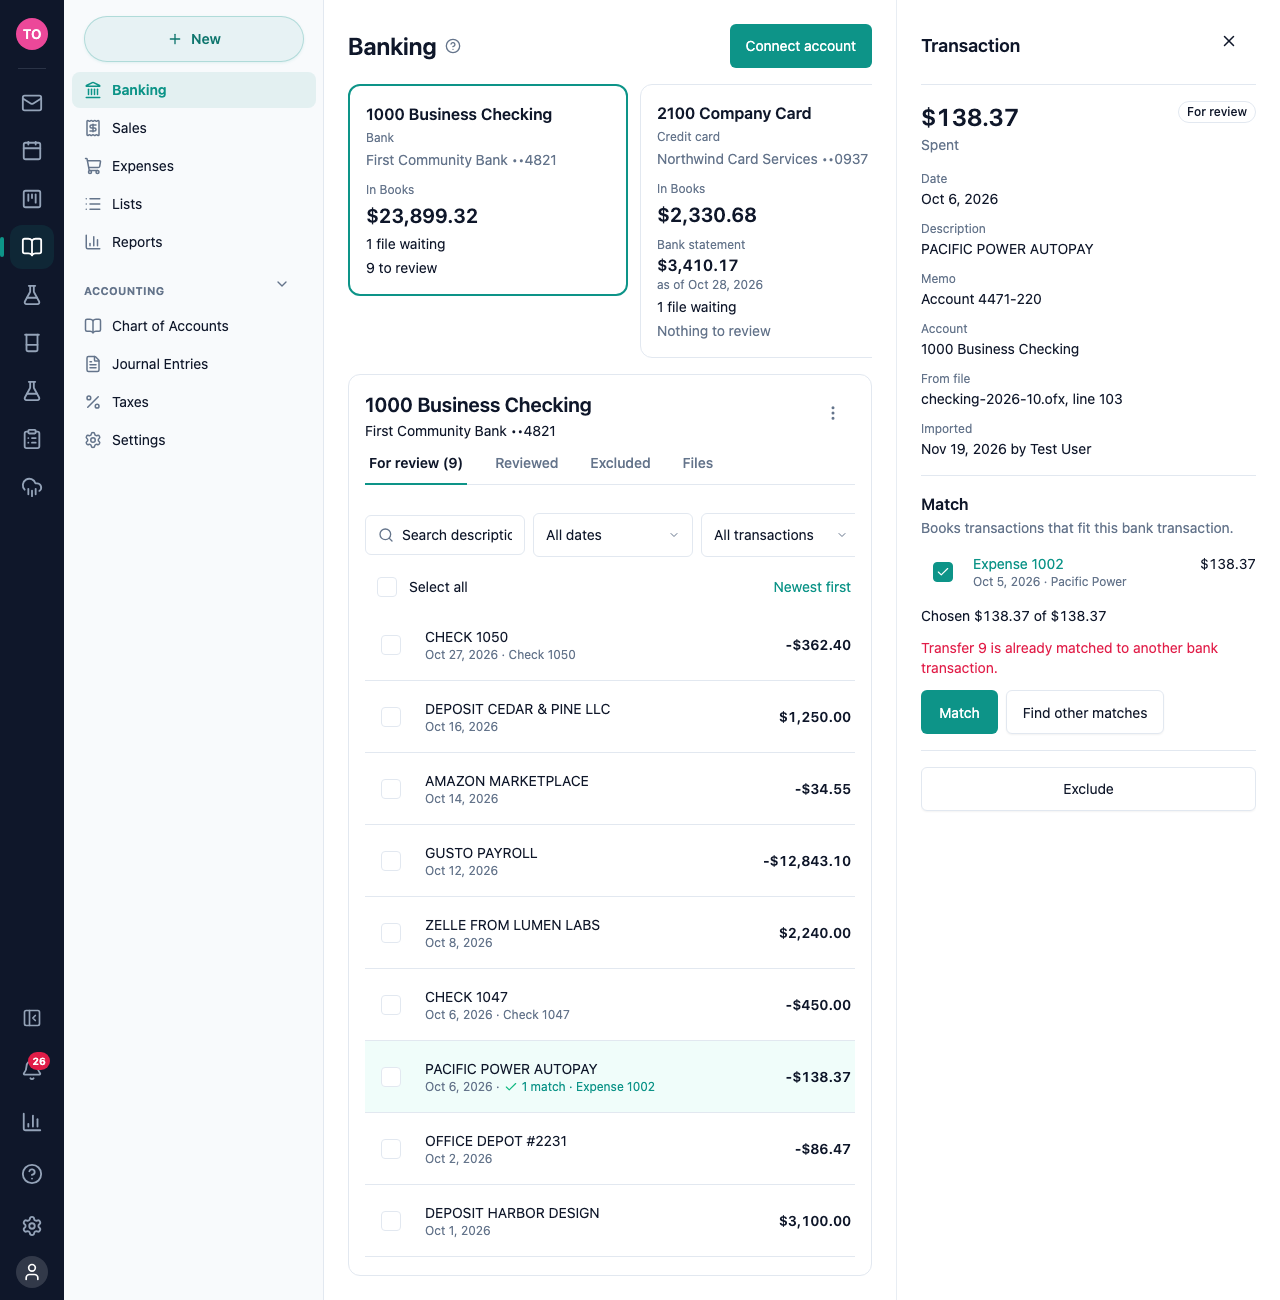 TO
26
New
Banking
Sales
Expenses
Lists
Reports
ACCOUNTING
Chart of Accounts
Journal Entries
Taxes
Settings
Banking
Connect account
1000 Business Checking
Bank
First Community Bank ••4821
In Books
$23,899.32
1 file waiting
9 to review
2100 Company Card
Credit card
Northwind Card Services ••0937
In Books
$2,330.68
Bank statement
$3,410.17
as of Oct 28, 2026
1 file waiting
Nothing to review
1000 Business Checking
First Community Bank ••4821
For review (9) Reviewed Excluded Files
Search descriptic All dates All transactions
Select all Newest first
CHECK 1050
Oct 27, 2026 · Check 1050
-$362.40
DEPOSIT CEDAR & PINE LLC
Oct 16, 2026
$1,250.00
AMAZON MARKETPLACE
Oct 14, 2026
-$34.55
GUSTO PAYROLL
Oct 12, 2026
-$12,843.10
ZELLE FROM LUMEN LABS
Oct 8, 2026
$2,240.00
CHECK 1047
Oct 6, 2026 · Check 1047
-$450.00
PACIFIC POWER AUTOPAY
Oct 6, 2026 · ✓ 1 match · Expense 1002
-$138.37
OFFICE DEPOT #2231
Oct 2, 2026
-$86.47
DEPOSIT HARBOR DESIGN
Oct 1, 2026
$3,100.00
Transaction
$138.37
For review
Spent
Date
Oct 6, 2026
Description
PACIFIC POWER AUTOPAY
Memo
Account 4471-220
Account
1000 Business Checking
From file
checking-2026-10.ofx, line 103
Imported
Nov 19, 2026 by Test User
Match
Books transactions that fit this bank transaction.
Expense 1002
$138.37
Oct 5, 2026 · Pacific Power
Chosen $138.37 of $138.37
Transfer 9 is already matched to another bank
transaction.
Match Find other matches
Exclude